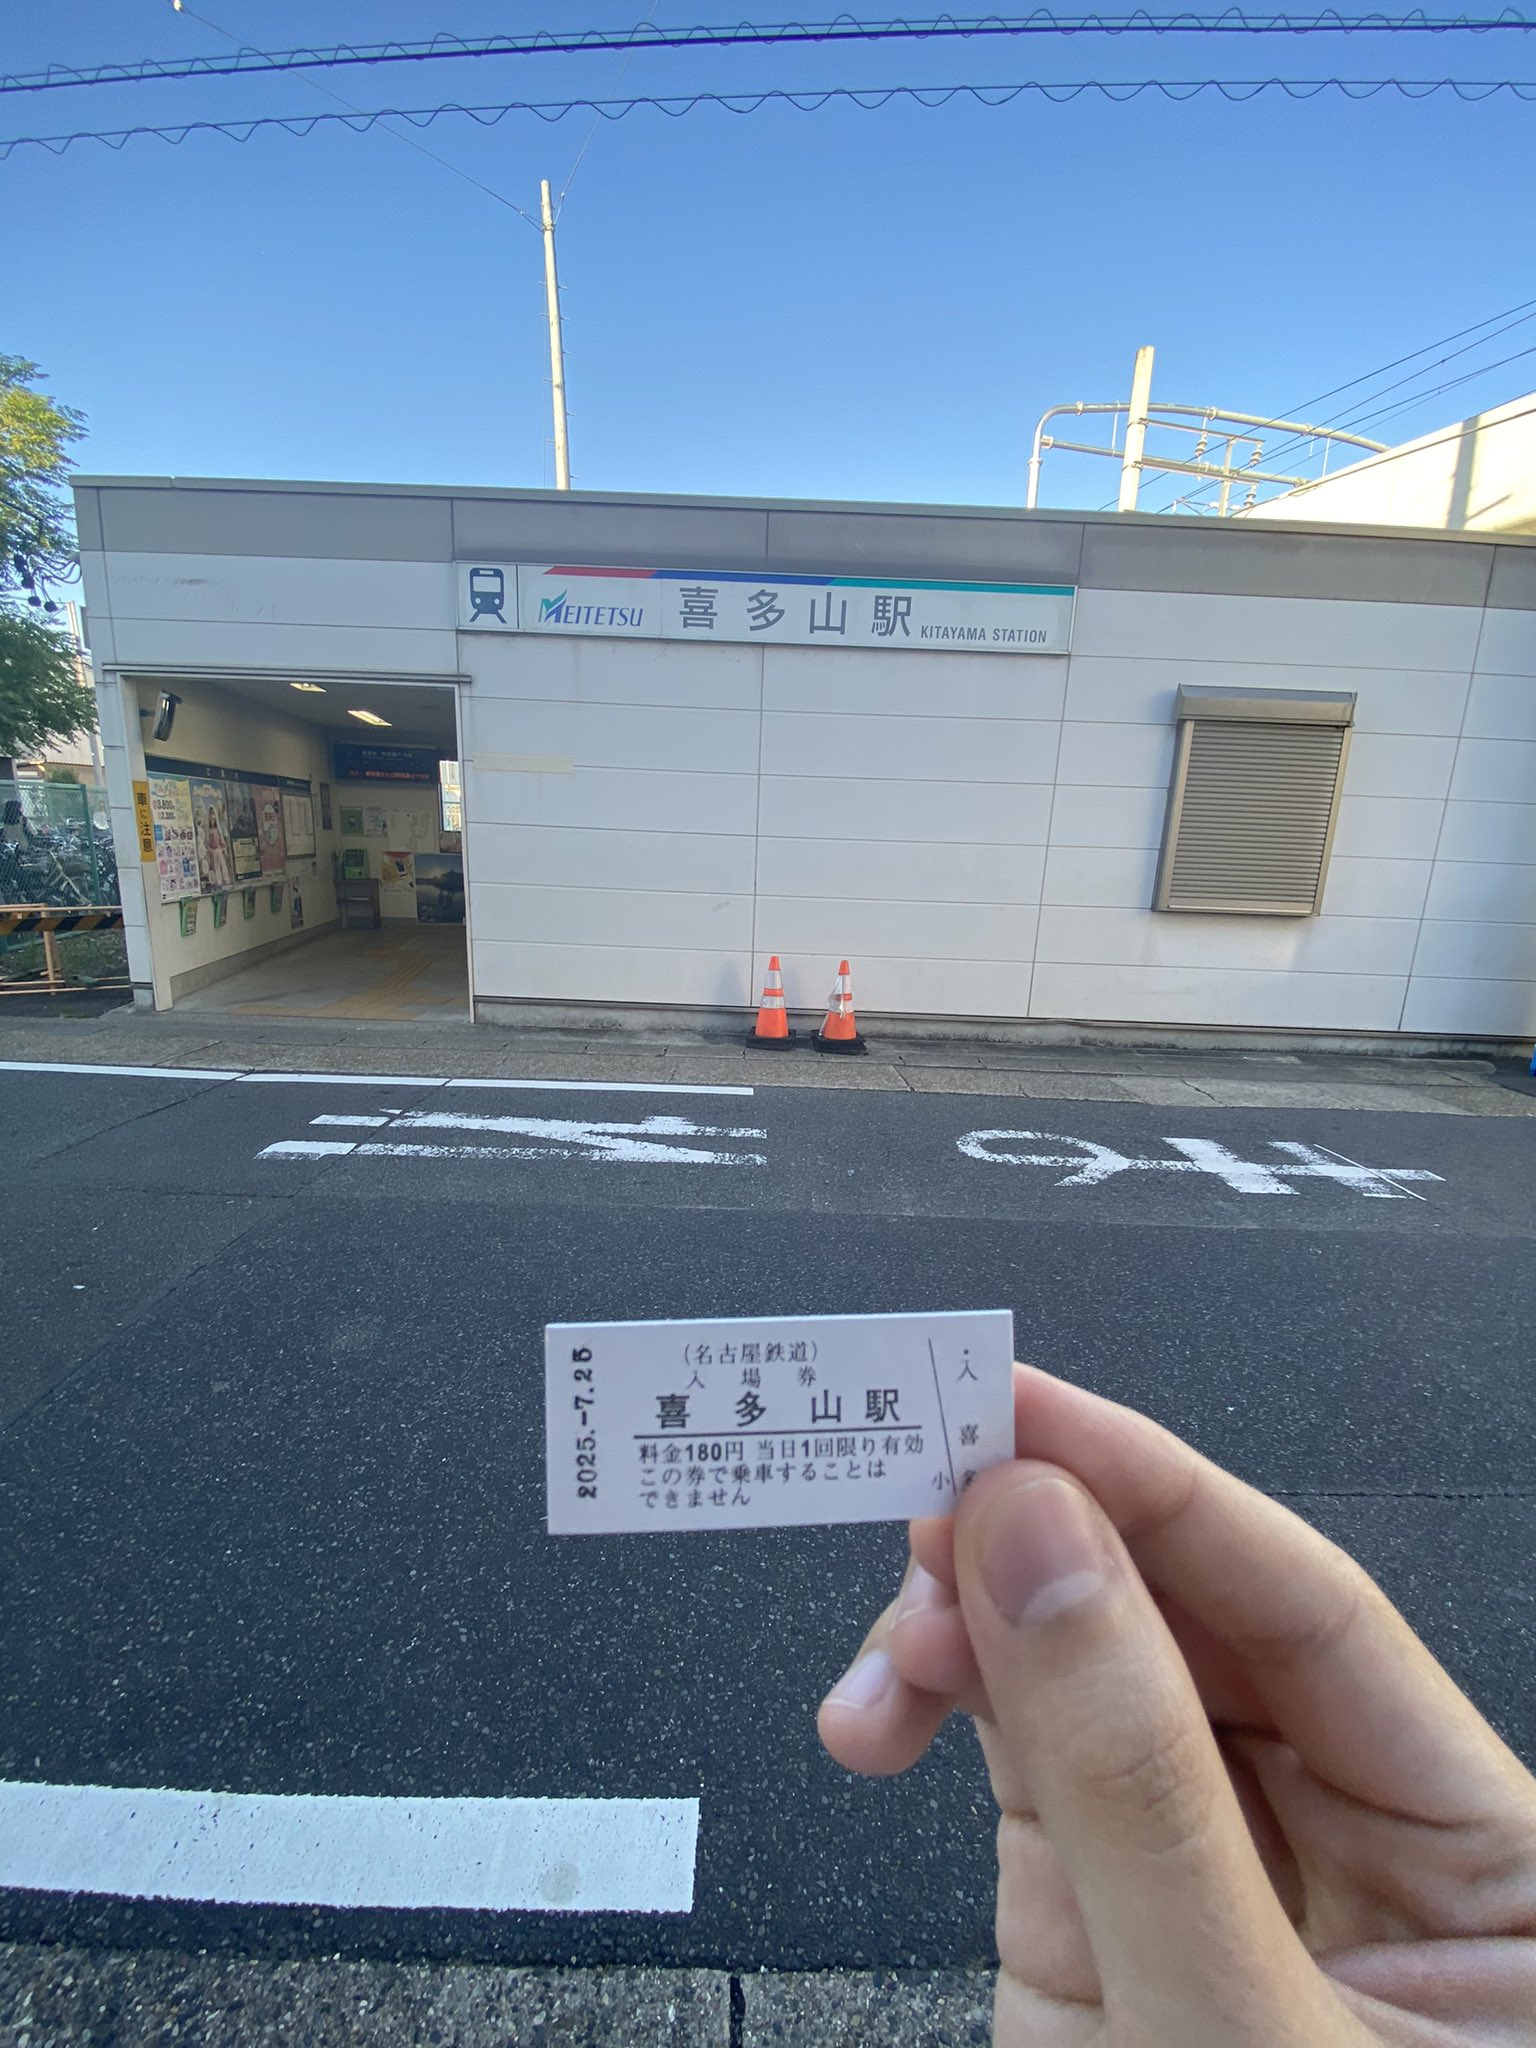 MEITETSU 喜多山駅 KITAYAMA STATION
車に注意
止まれ
2025.-7.25
(名古屋鉄道)
入場券
喜多山駅
料金180円 当日1回限り有効
この券で乗車することは
できません
・入
喜多
小